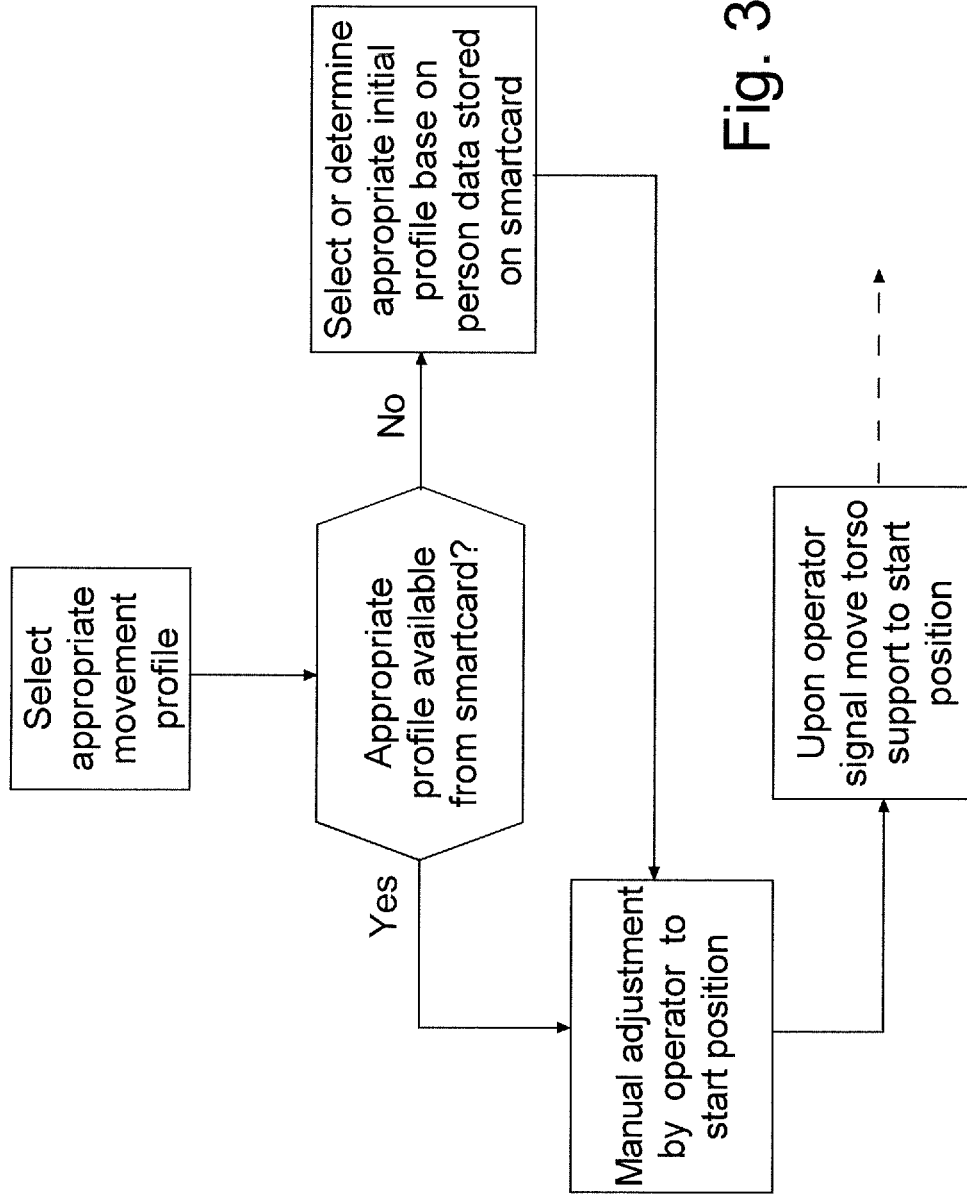 Select
appropriate
movement
profile
Appropriate
profile available
from smartcard?
Yes
No
Select or determine
appropriate initial
profile base on
person data stored
on smartcard
Manual adjustment
by operator to
start position
Upon operator
signal move torso
support to start
position
Fig. 3